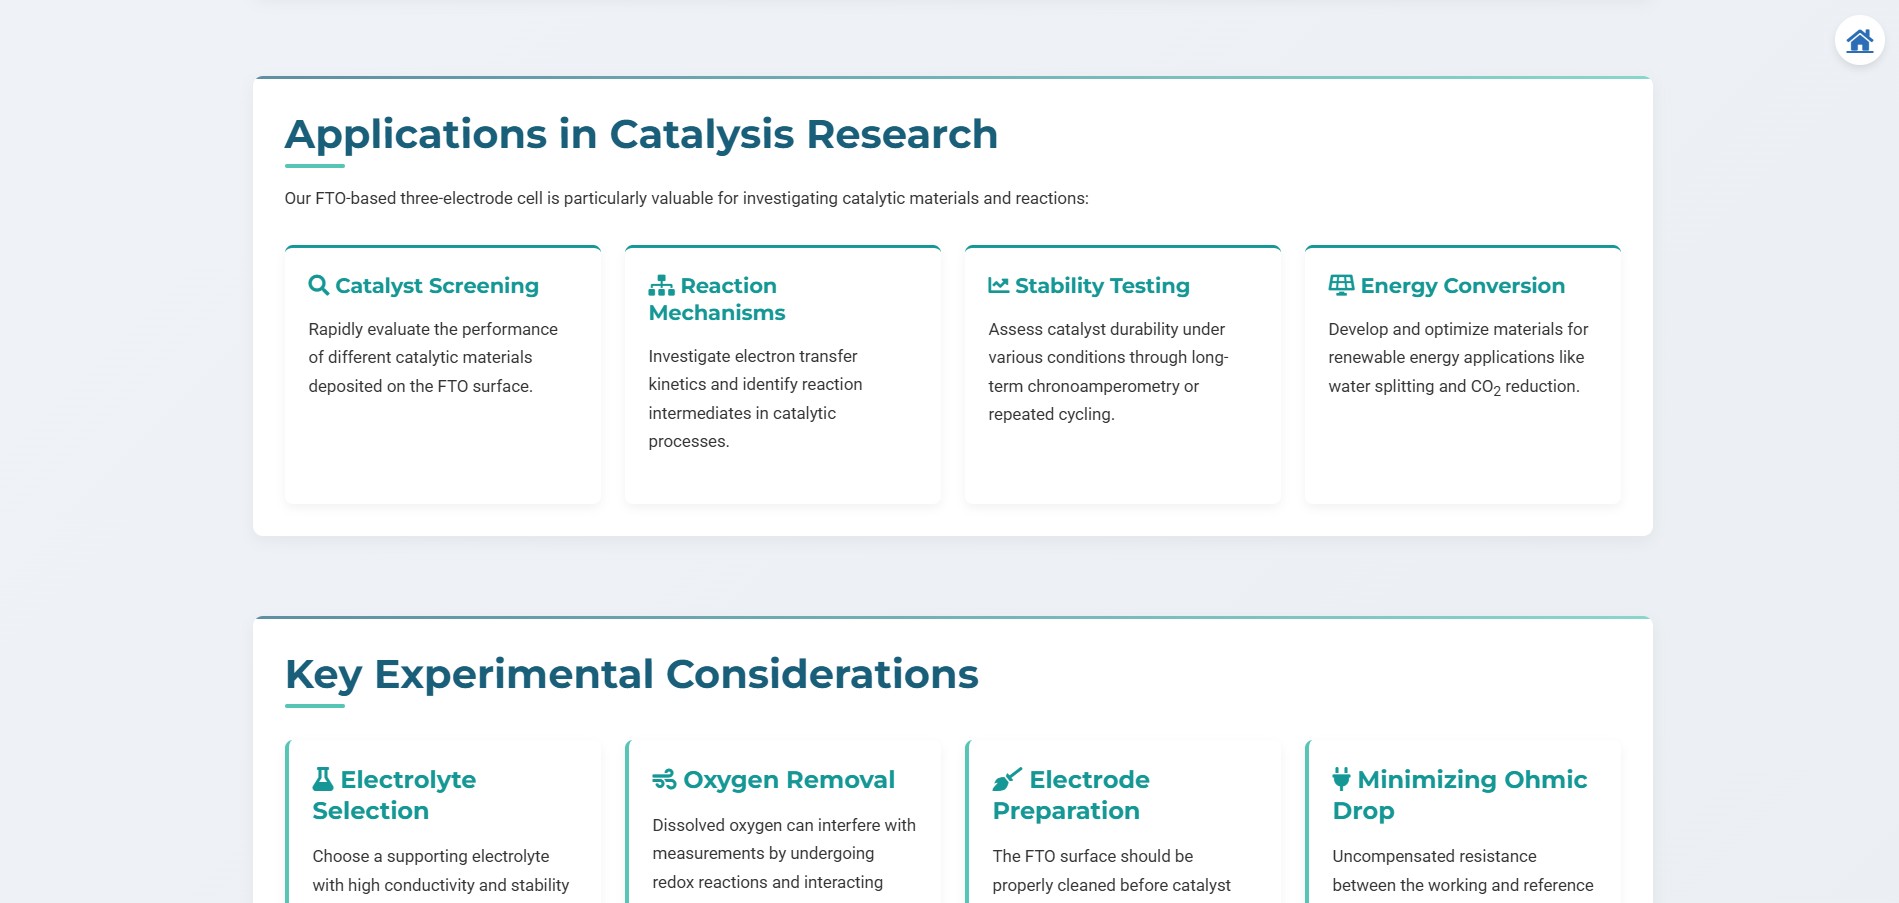 Applications in Catalysis Research
Our FTO-based three-electrode cell is particularly valuable for investigating catalytic materials and reactions:
Catalyst Screening
Rapidly evaluate the performance
of different catalytic materials
deposited on the FTO surface.
Reaction
Mechanisms
Investigate electron transfer
kinetics and identify reaction
intermediates in catalytic
processes.
Stability Testing
Assess catalyst durability under
various conditions through long-
term chronoamperometry or
repeated cycling.
Energy Conversion
Develop and optimize materials for
renewable energy applications like
water splitting and CO₂ reduction.
Key Experimental Considerations
Electrolyte
Selection
Choose a supporting electrolyte
with high conductivity and stability
Oxygen Removal
Dissolved oxygen can interfere with
measurements by undergoing
redox reactions and interacting
Electrode
Preparation
The FTO surface should be
properly cleaned before catalyst
Minimizing Ohmic
Drop
Uncompensated resistance
between the working and reference